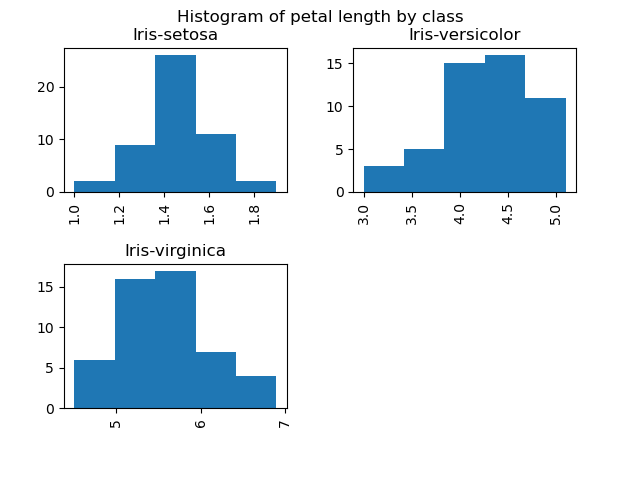 Histogram of petal length by class
Iris-setosa
20
10
0
1.0 1.2 1.4 1.6 1.8
Iris-versicolor
15
10
5
0
3.0 3.5 4.0 4.5 5.0
Iris-virginica
15
10
5
0
5 6 7